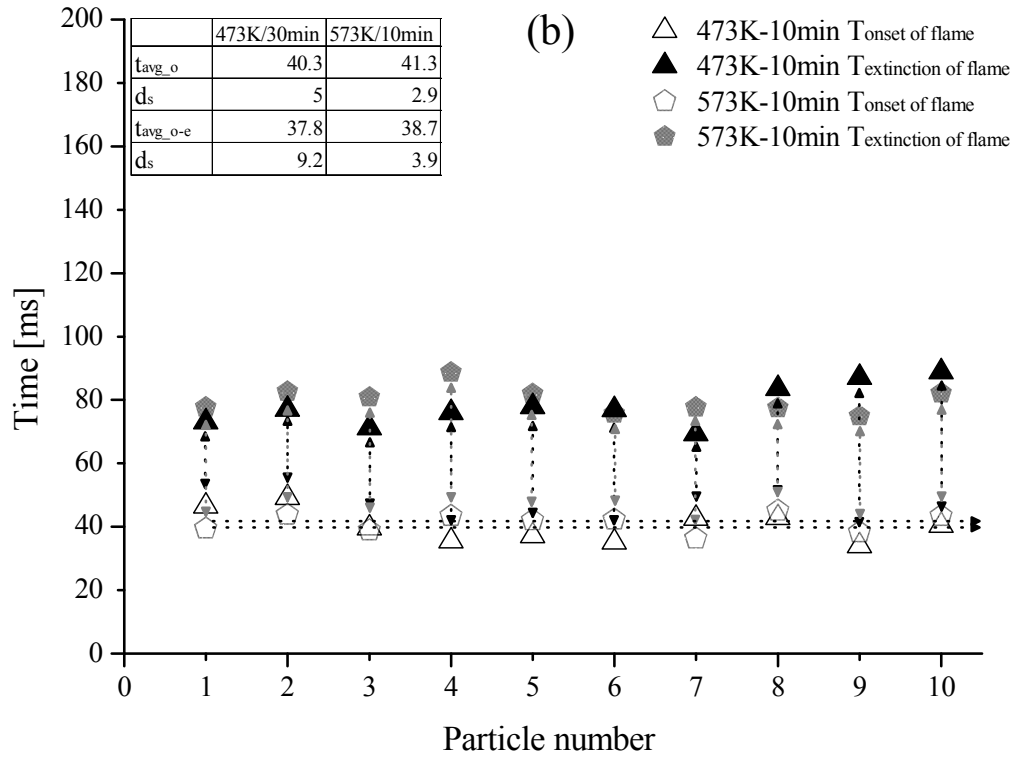 473K/30min 573K/10min
tavg_o 40.3 41.3
ds 5 2.9
tavg_o-e 37.8 38.7
ds 9.2 3.9
(b)
473K-10min Tonset of flame
473K-10min Textinction of flame
573K-10min Tonset of flame
573K-10min Textinction of flame
Time [ms]
200
180
160
140
120
100
80
60
40
20
0
0 1 2 3 4 5 6 7 8 9 10
Particle number